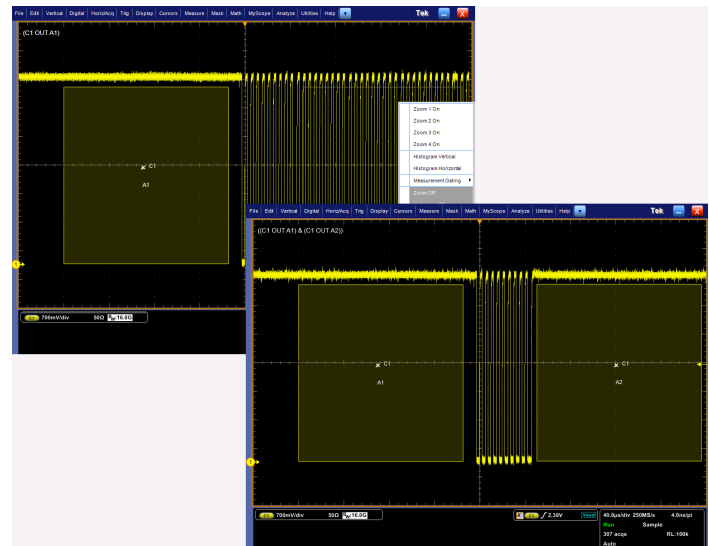 File Edit Vertical Digital Horiz/Acq Trig Display Cursors Measure Mask Math MyScope Analyze Utilities Help Tek
(C1 OUT A1)
C1
A1
Zoom 1 On
Zoom 2 On
Zoom 3 On
Zoom 4 On
Histogram Vertical
Histogram Horizontal
Measurement Gating
Zoom Off
1
C1 700mV/div 50Ω BW:16.0G
File Edit Vertical Digital Horiz/Acq Trig Display Cursors Measure Mask Math MyScope Analyze Utilities Help Tek
((C1 OUT A1) & (C1 OUT A2))
C1
A1
C1
A2
1
C1 700mV/div 50Ω BW:16.0G
A' C1 2.39V Visual
40.0µs/div 250MS/s 4.0ns/pt
Run Sample
307 acqs RL:100k
Auto